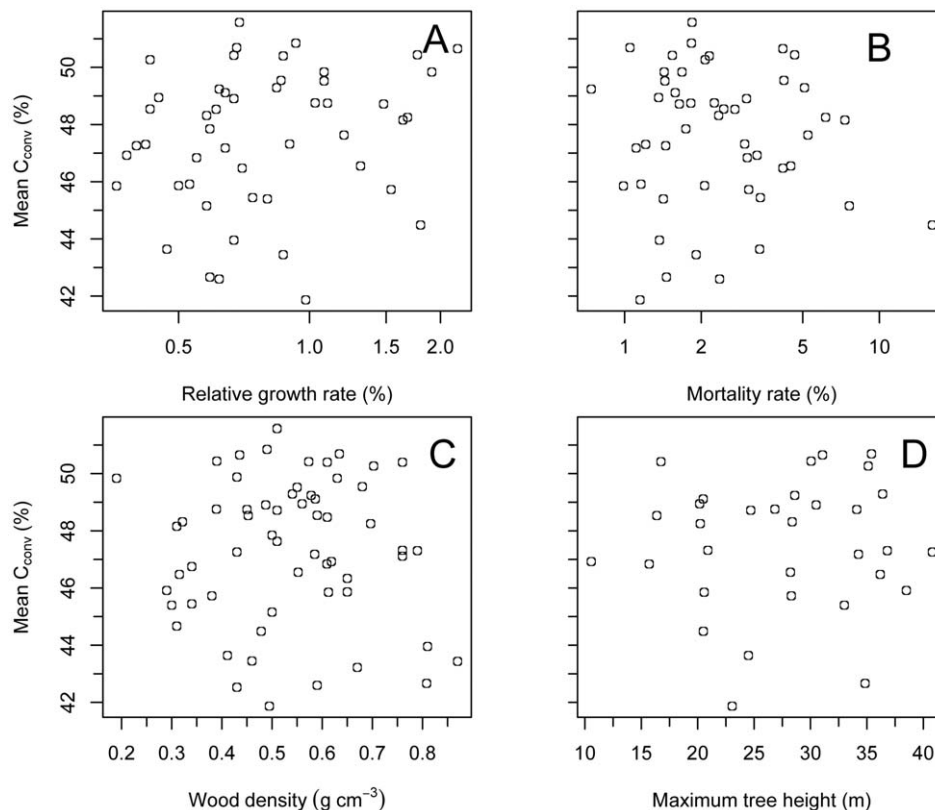 A
Mean C_conv (%)
50
48
46
44
42
0.5 1.0 1.5 2.0
Relative growth rate (%)
B
1 2 5 10
Mortality rate (%)
C
Mean C_conv (%)
50
48
46
44
42
0.2 0.3 0.4 0.5 0.6 0.7 0.8
Wood density (g cm⁻³)
D
10 15 20 25 30 35 40
Maximum tree height (m)